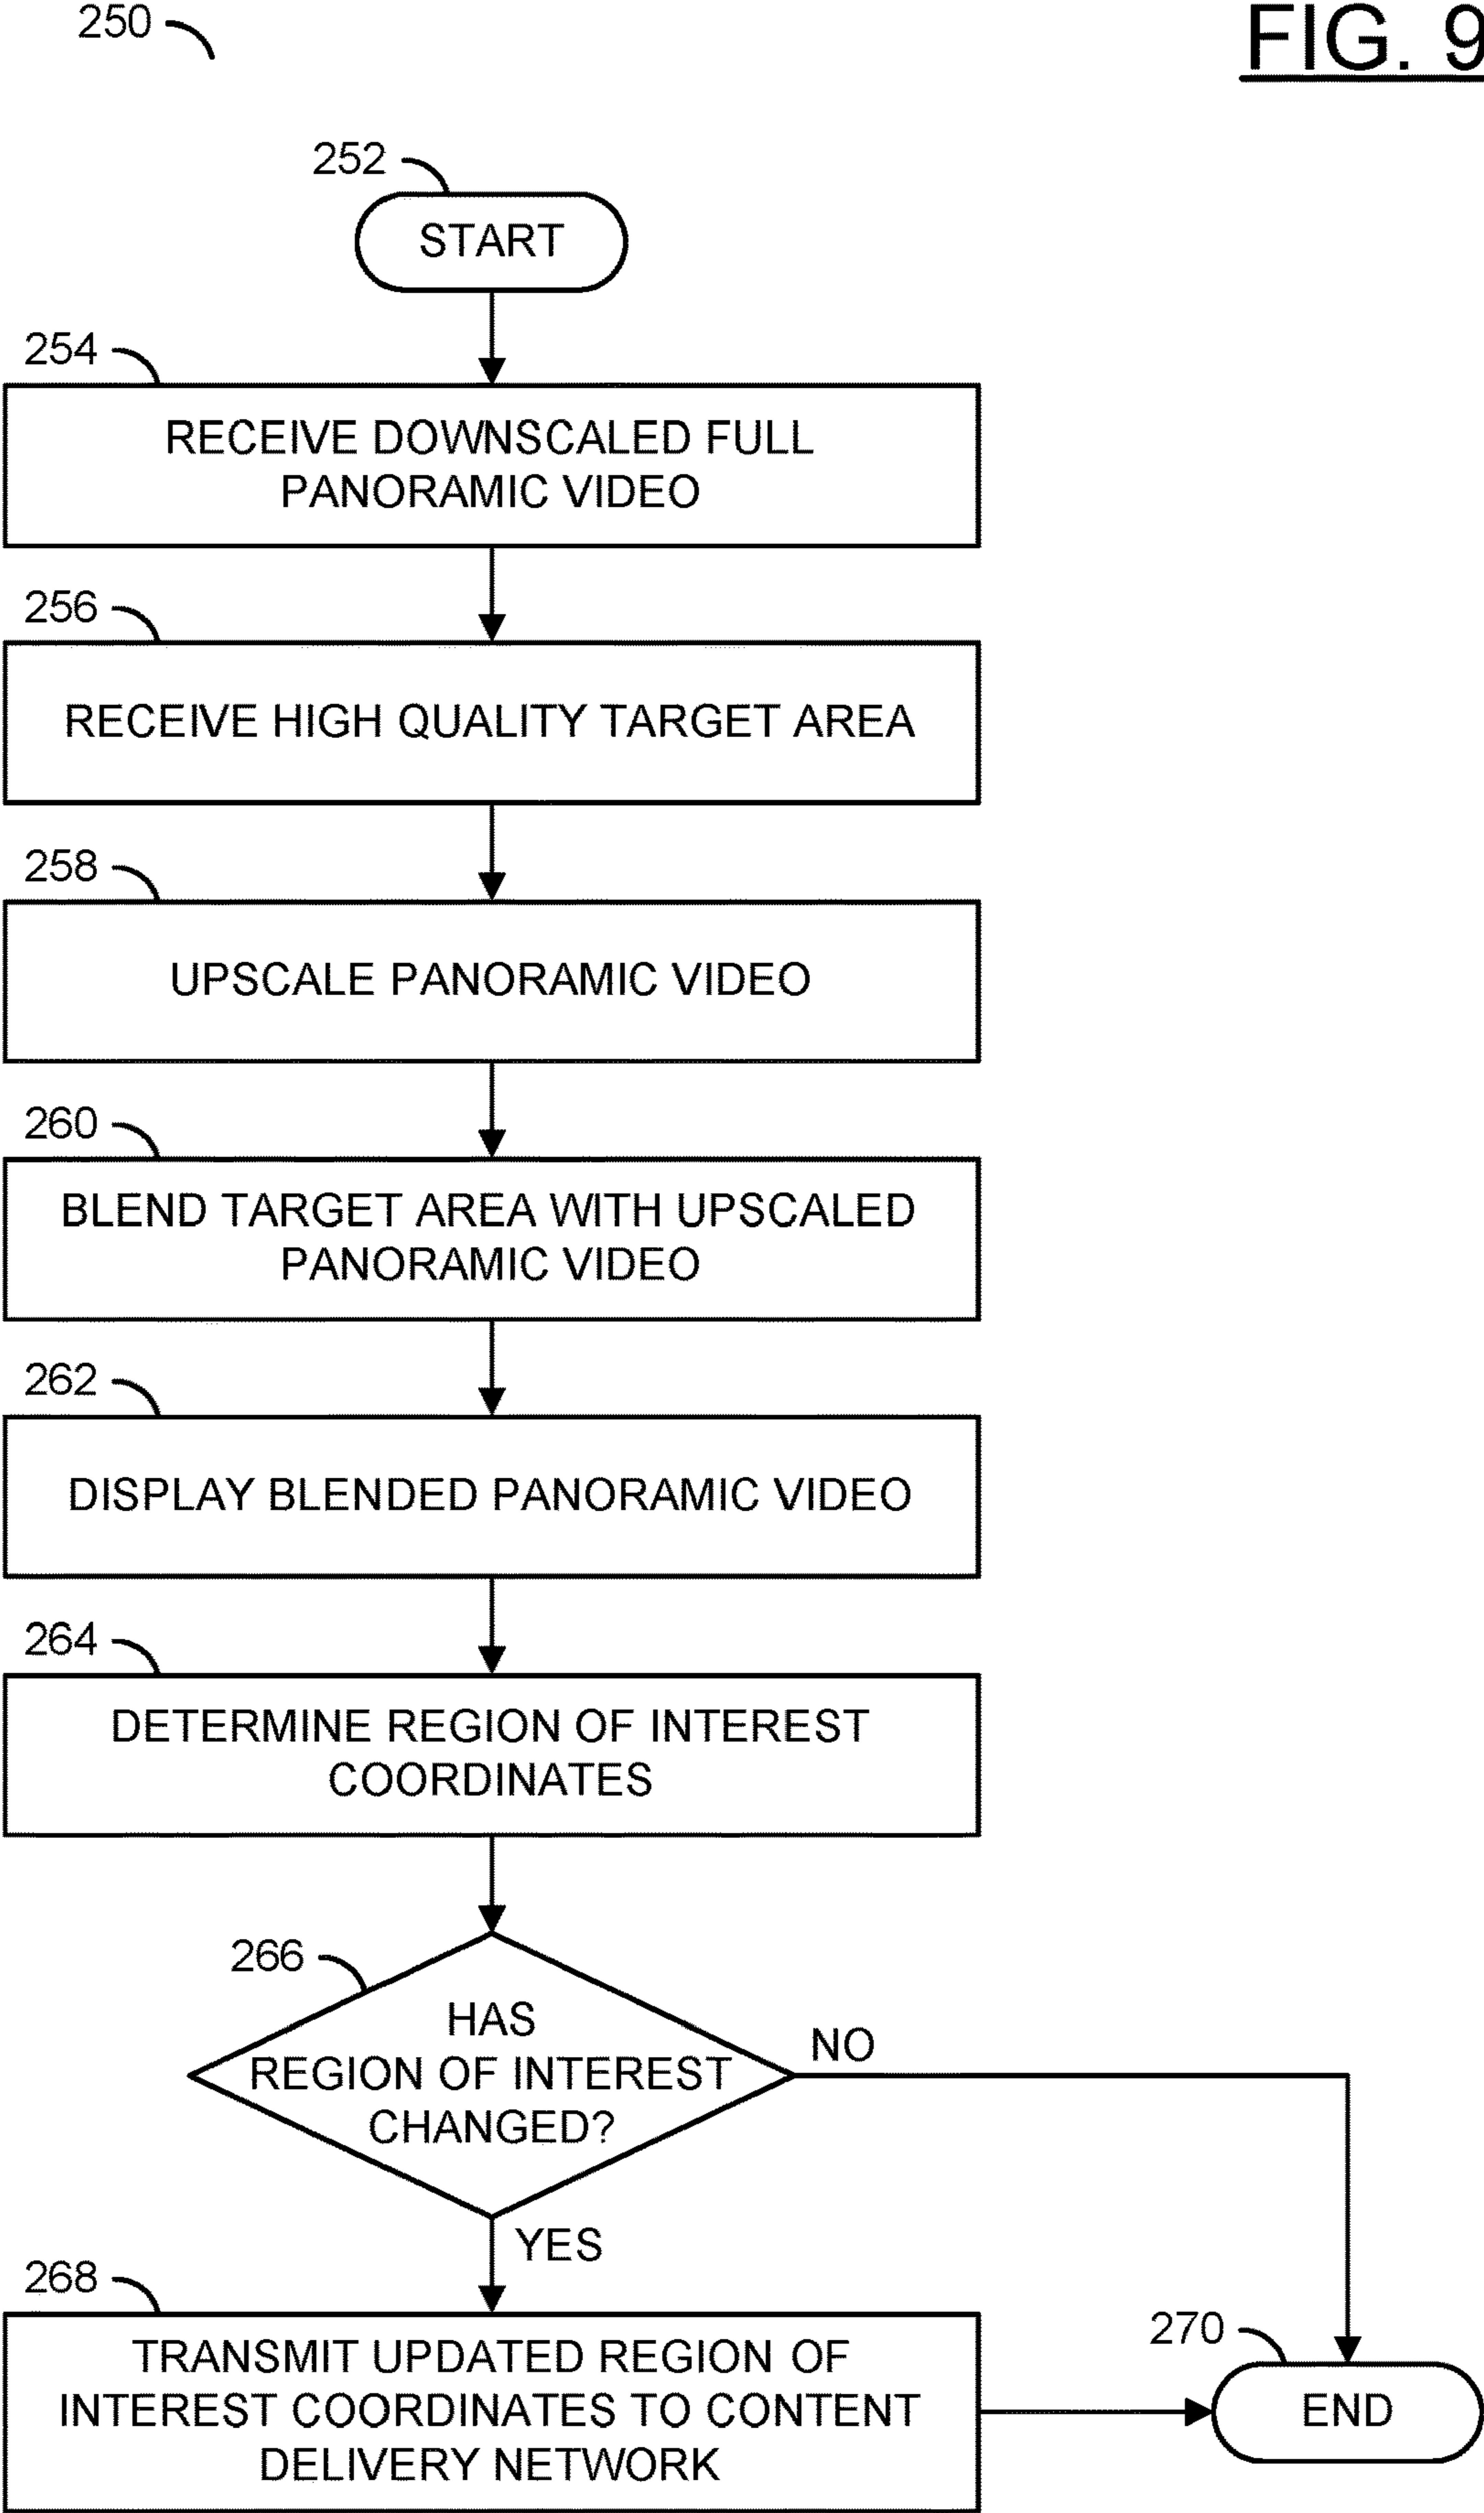 250
FIG. 9
252
START
254
RECEIVE DOWNSCALED FULL
PANORAMIC VIDEO
256
RECEIVE HIGH QUALITY TARGET AREA
258
UPSCALE PANORAMIC VIDEO
260
BLEND TARGET AREA WITH UPSCALED
PANORAMIC VIDEO
262
DISPLAY BLENDED PANORAMIC VIDEO
264
DETERMINE REGION OF INTEREST
COORDINATES
266
HAS
REGION OF INTEREST
CHANGED?
NO
YES
268
TRANSMIT UPDATED REGION OF
INTEREST COORDINATES TO CONTENT
DELIVERY NETWORK
270
END